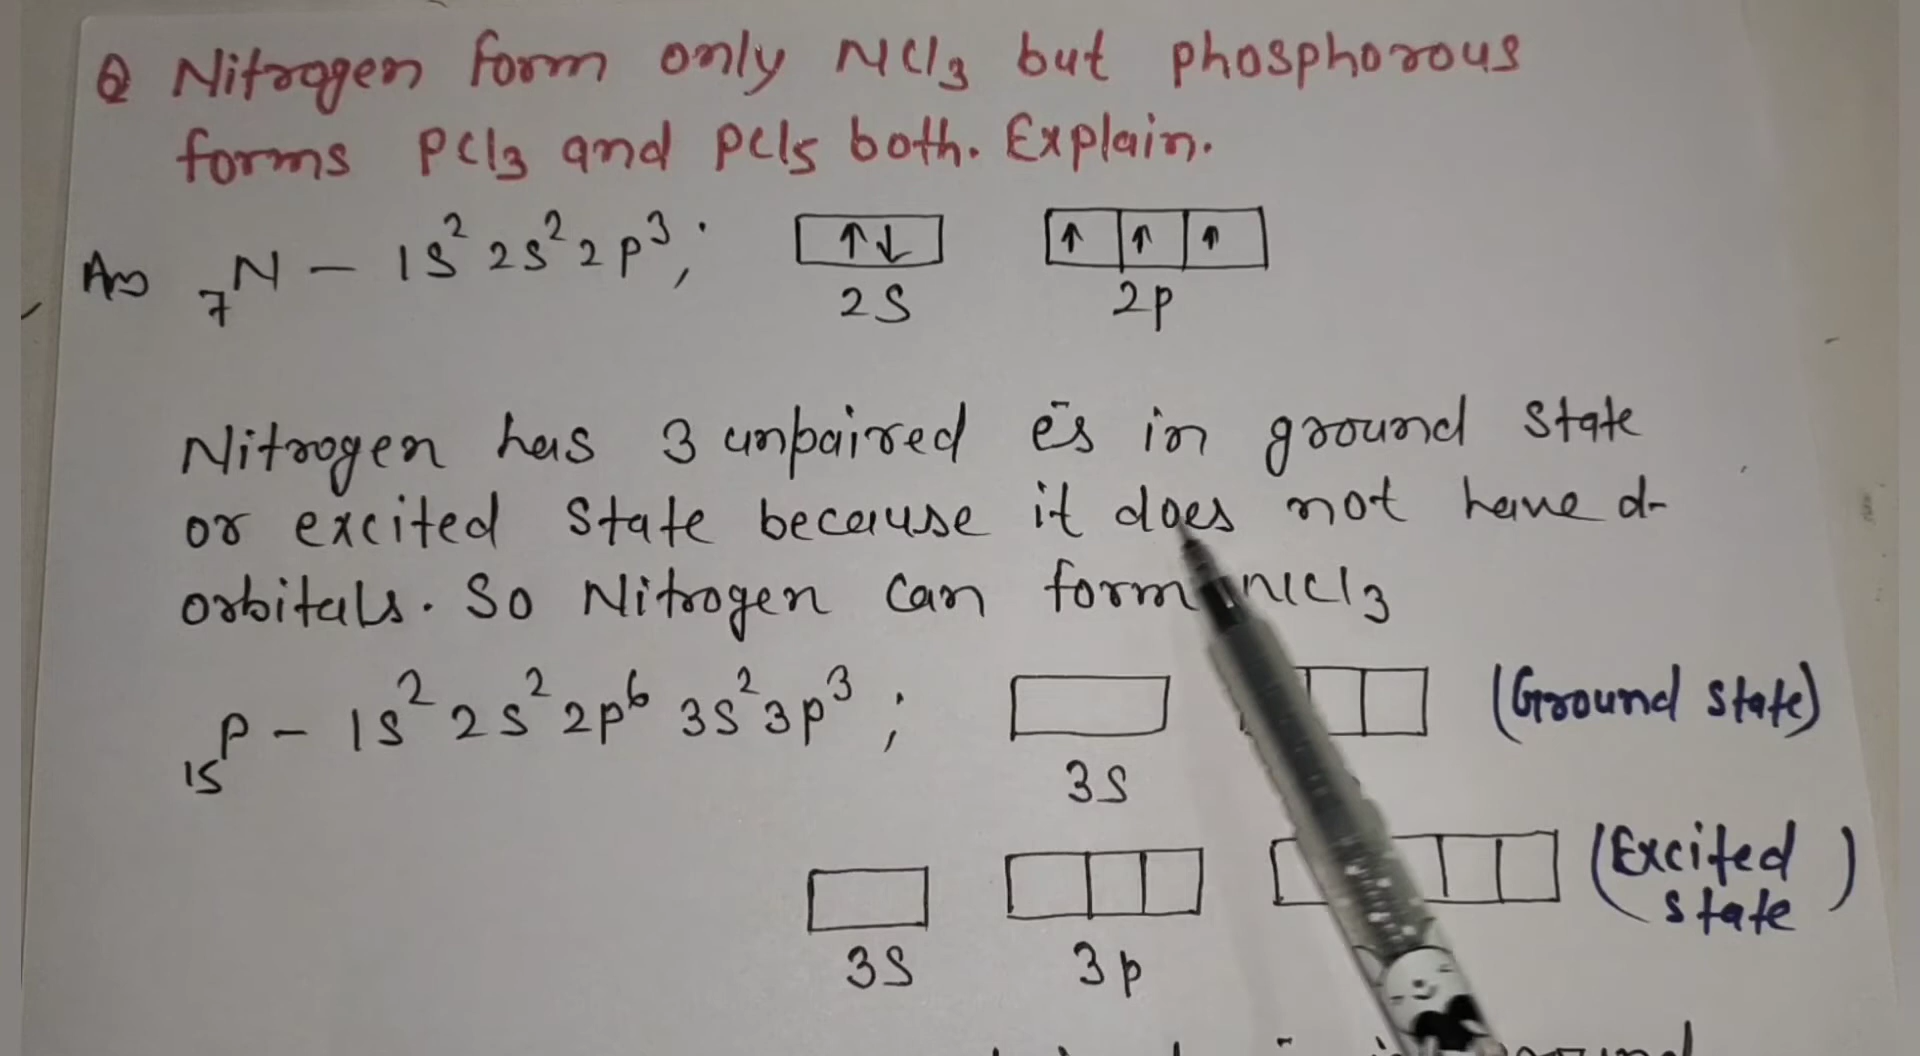 Q Nitrogen form only NCl3 but phosphorous
forms PCl3 and PCl5 both. Explain.
Ans 7N - 1s² 2s² 2p³; ↑↓ ↑ ↑ ↑
2s 2p
Nitrogen has 3 unpaired e⁻s in ground state
or excited state because it does not have d-
orbitals. So Nitrogen can form NCl3
15P - 1s² 2s² 2p⁶ 3s² 3p³ ; (Ground state)
3s
(Excited state)
3s 3p